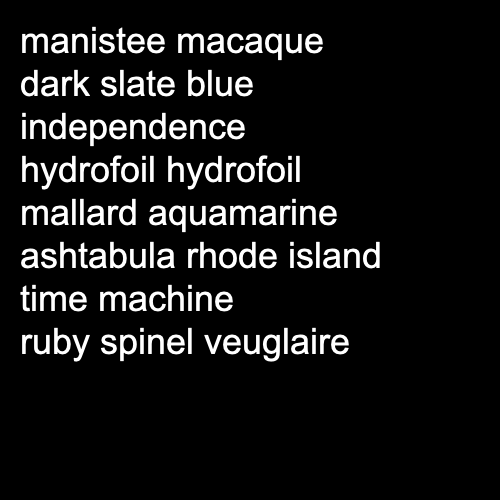 manistee macaque
dark slate blue
independence
hydrofoil hydrofoil
mallard aquamarine
ashtabula rhode island
time machine
ruby spinel veuglaire